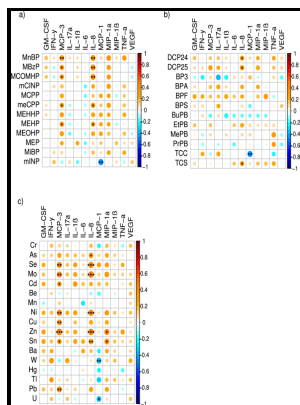 a)
GM-CSF
IFN-y
MCP-3
IL-17a
IL-1ß
IL-6
IL-8
MCP-1
MIP-1a
MIP-1ß
TNF-a
VEGF
MnBP
MBzP
MCOMHP
mCINP
MCPP
meCPP
MEHHP
MEHP
MEOHP
MEP
MIBP
mINP
1
0.8
0.6
0.4
0.2
0
-0.2
-0.4
-0.6
-0.8
-1
b)
GM-CSF
IFN-y
MCP-3
IL-17a
IL-1ß
IL-6
IL-8
MCP-1
MIP-1a
MIP-1ß
TNF-a
VEGF
DCP24
DCP25
BP3
BPA
BPF
BPS
BuPB
EtPB
MePB
PrPB
TCC
TCS
1
0.8
0.6
0.4
0.2
0
-0.2
-0.4
-0.6
-0.8
-1
c)
GM-CSF
IFN-y
MCP-3
IL-17a
IL-1ß
IL-6
IL-8
MCP-1
MIP-1a
MIP-1ß
TNF-a
VEGF
Cr
As
Se
Mo
Cd
Be
Mn
Ni
Cu
Zn
Sn
Ba
W
Hg
Tl
Pb
U
1
0.8
0.6
0.4
0.2
0
-0.2
-0.4
-0.6
-0.8
-1